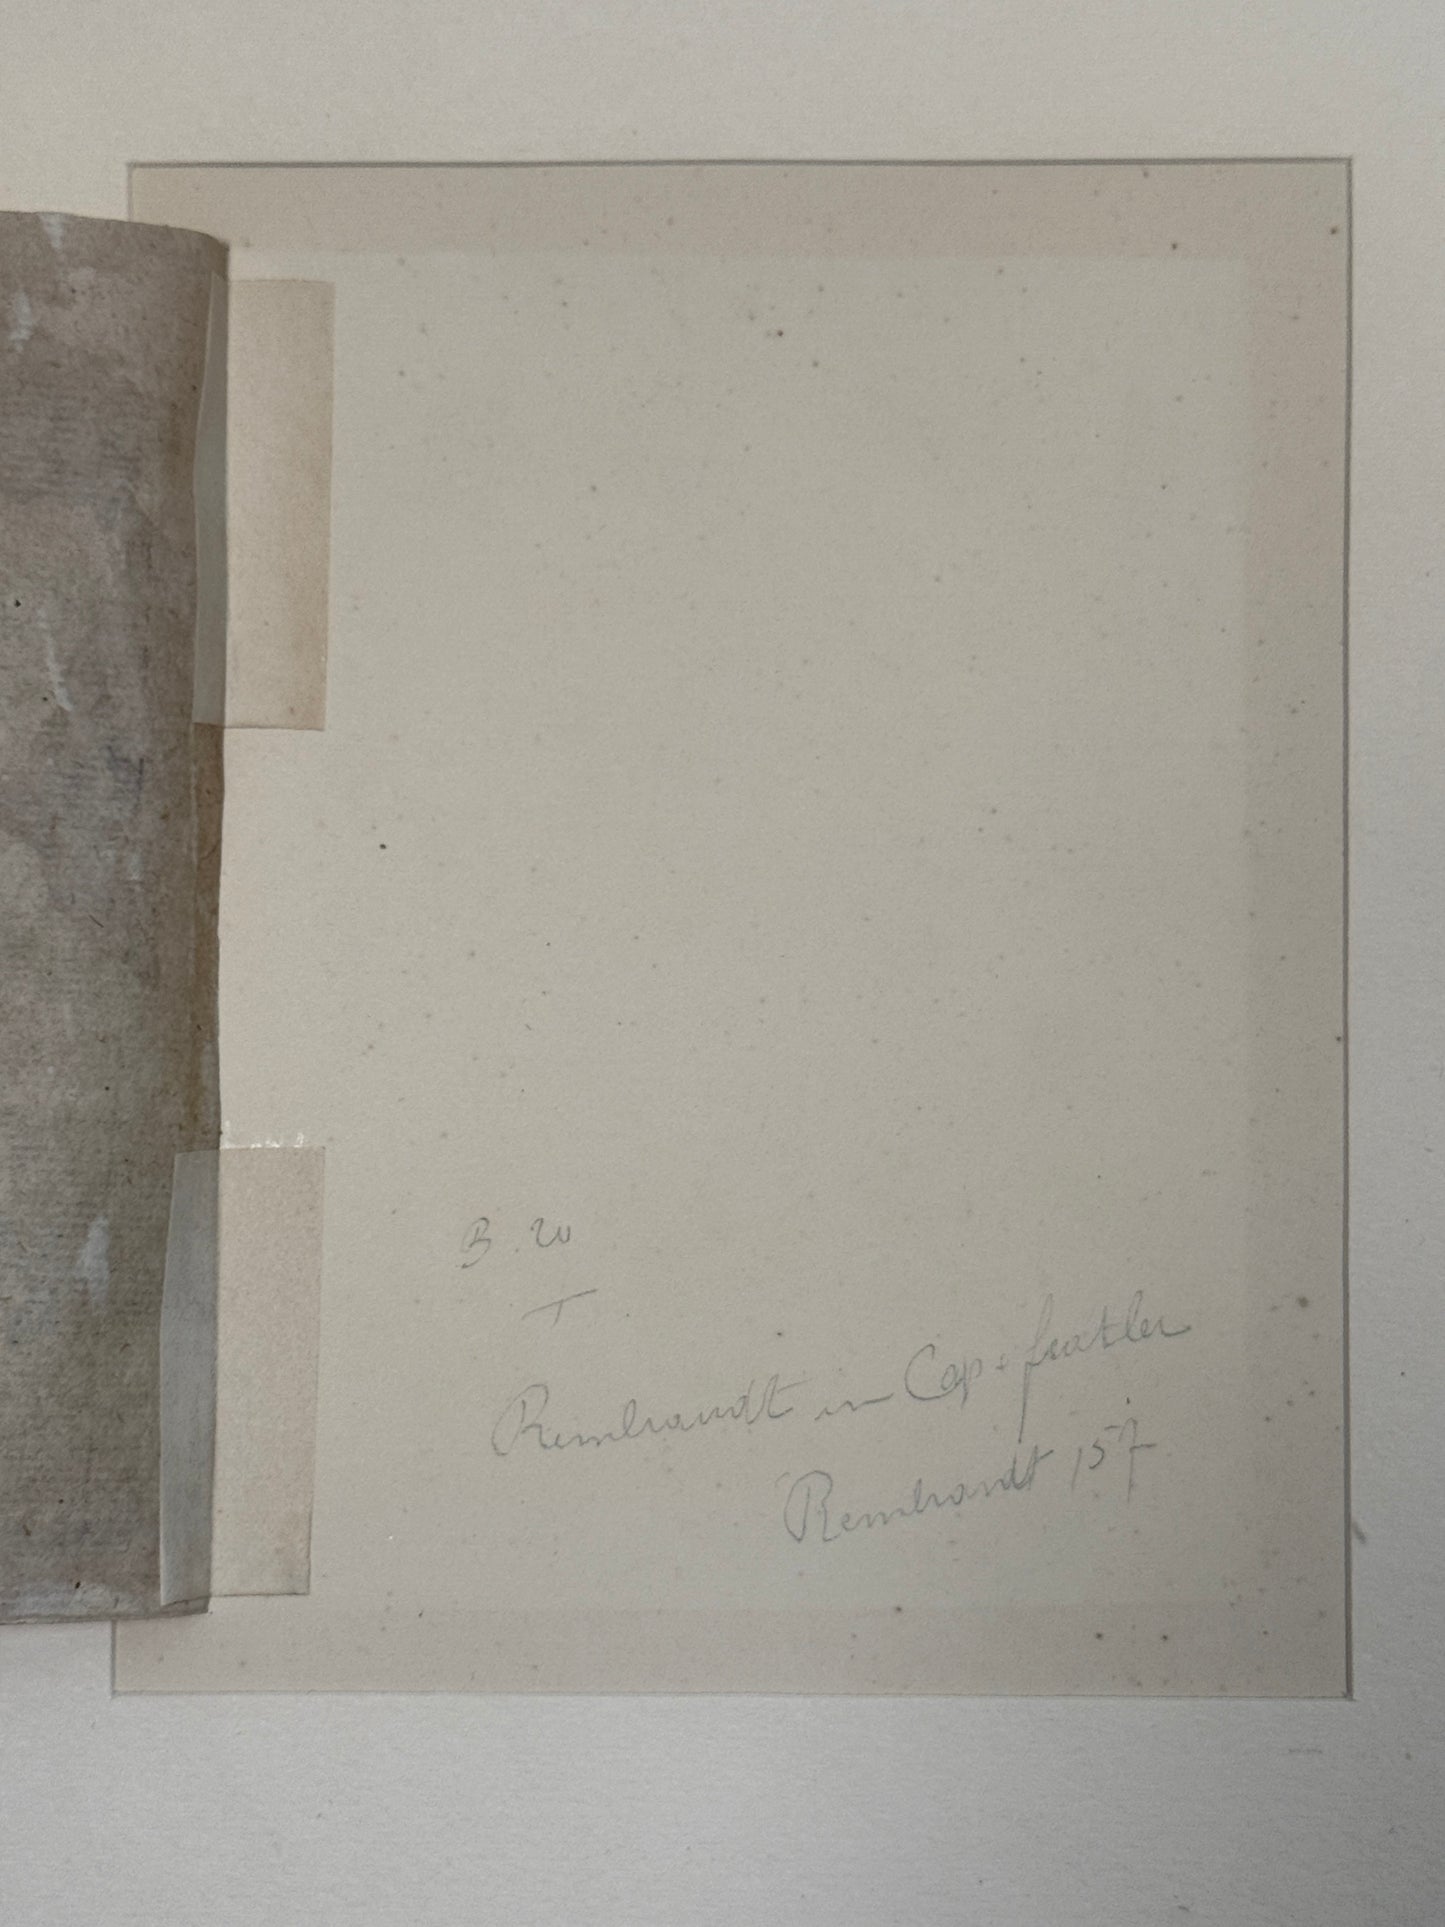 B. 20
Rembrandt in Cap + feather
Rembrandt 157